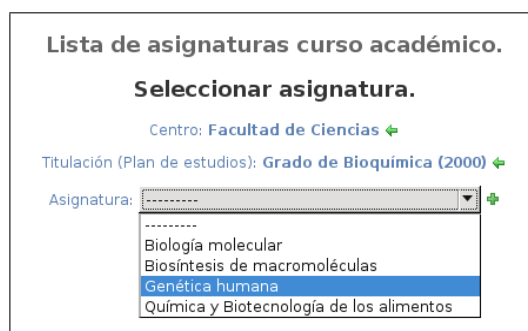 Lista de asignaturas curso académico.
Seleccionar asignatura.
Centro: Facultad de Ciencias
Titulación (Plan de estudios): Grado de Bioquímica (2000)
Asignatura: ---------
---------
Biología molecular
Biosíntesis de macromoléculas
Genética humana
Química y Biotecnología de los alimentos